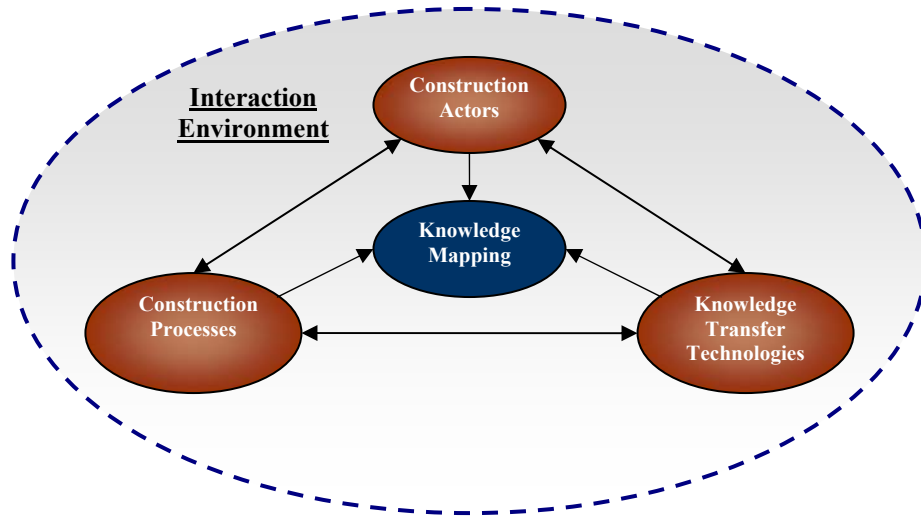 Construction
Actors
Interaction
Environment
Knowledge
Mapping
Construction
Processes
Knowledge
Transfer
Technologies